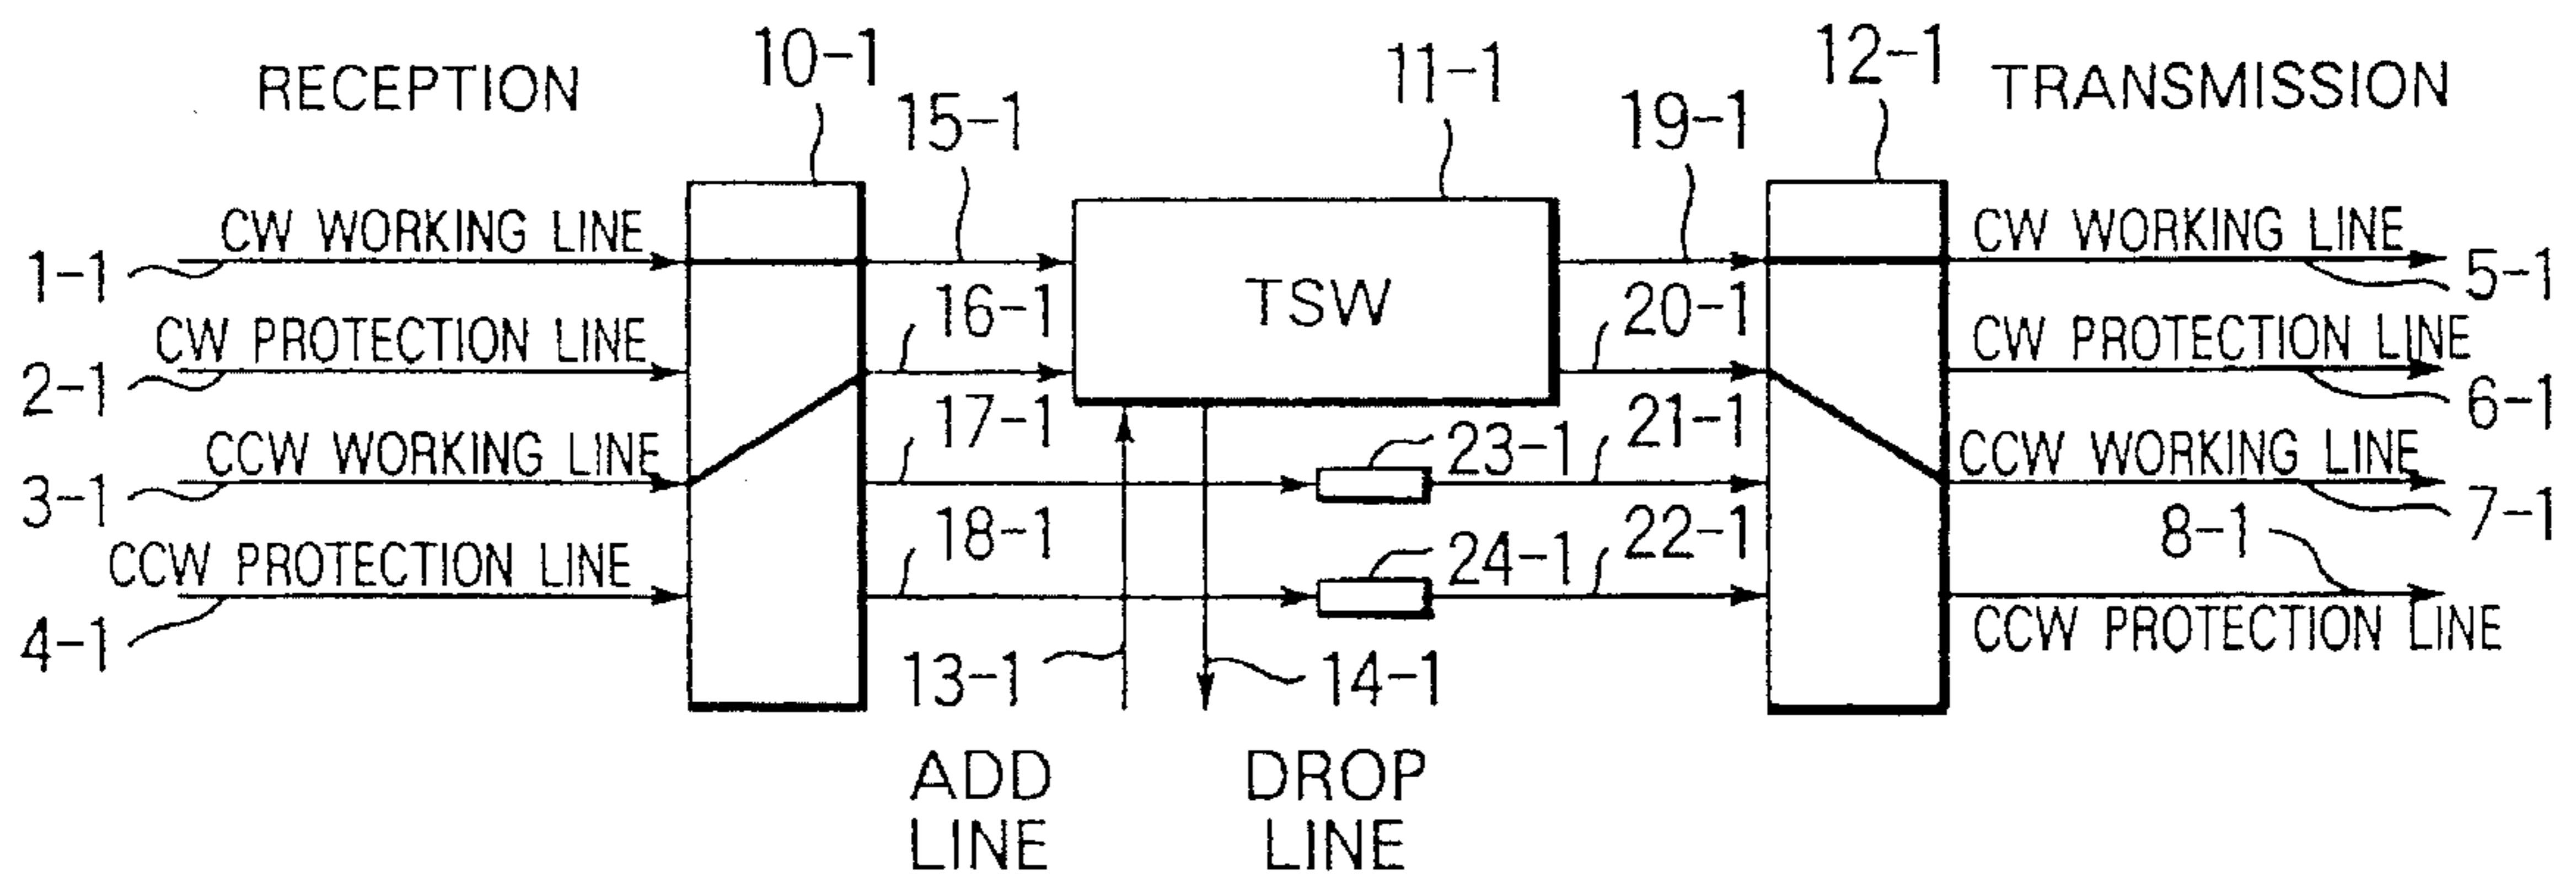 RECEPTION
10-1
15-1
11-1
19-1
12-1
TRANSMISSION
CW WORKING LINE
1-1
CW WORKING LINE
5-1
16-1
TSW
20-1
CW PROTECTION LINE
2-1
CW PROTECTION LINE
6-1
17-1
23-1
21-1
CCW WORKING LINE
3-1
CCW WORKING LINE
7-1
18-1
24-1
22-1
8-1
CCW PROTECTION LINE
4-1
CCW PROTECTION LINE
13-1
14-1
ADD
LINE
DROP
LINE